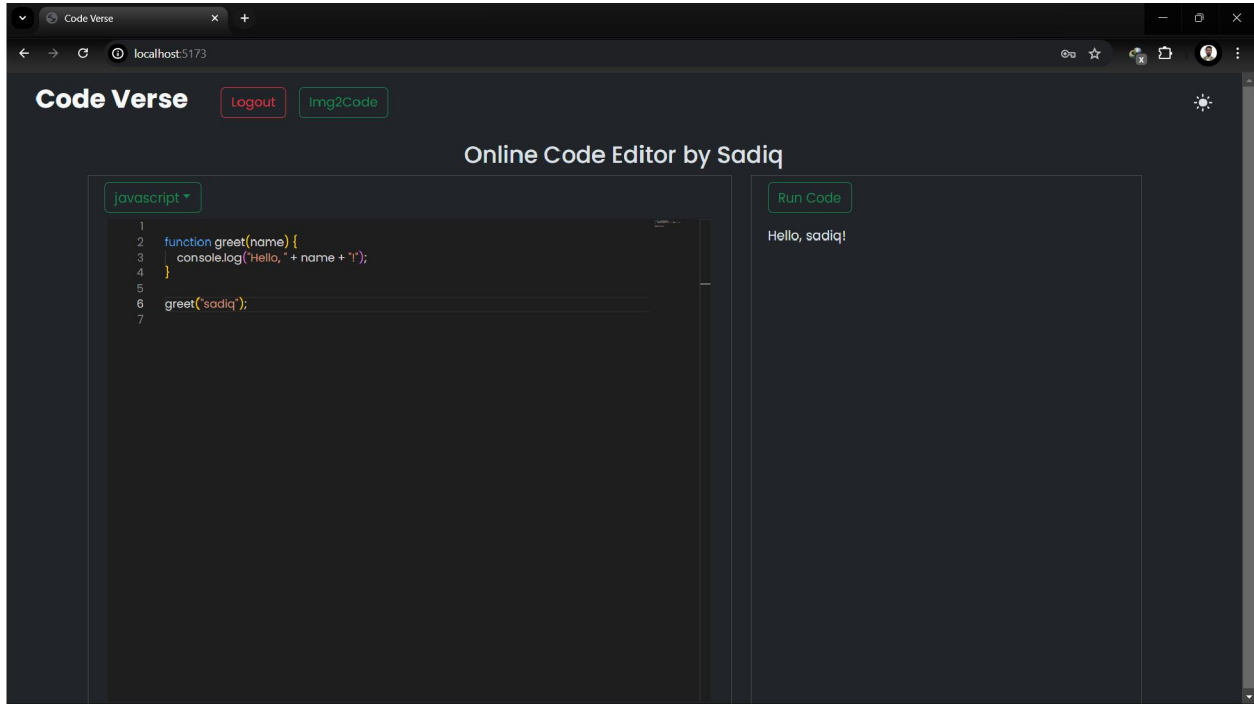 Code Verse
localhost:5173
Code Verse
Logout
Img2Code
Online Code Editor by Sadiq
javascript
Run Code
1
2 function greet(name) {
3 console.log("Hello, " + name + "!");
4 }
5
6 greet("sadiq");
7
Hello, sadiq!